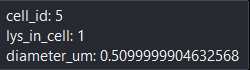 cell_id: 5
lys_in_cell: 1
diameter_um: 0.5099999904632568